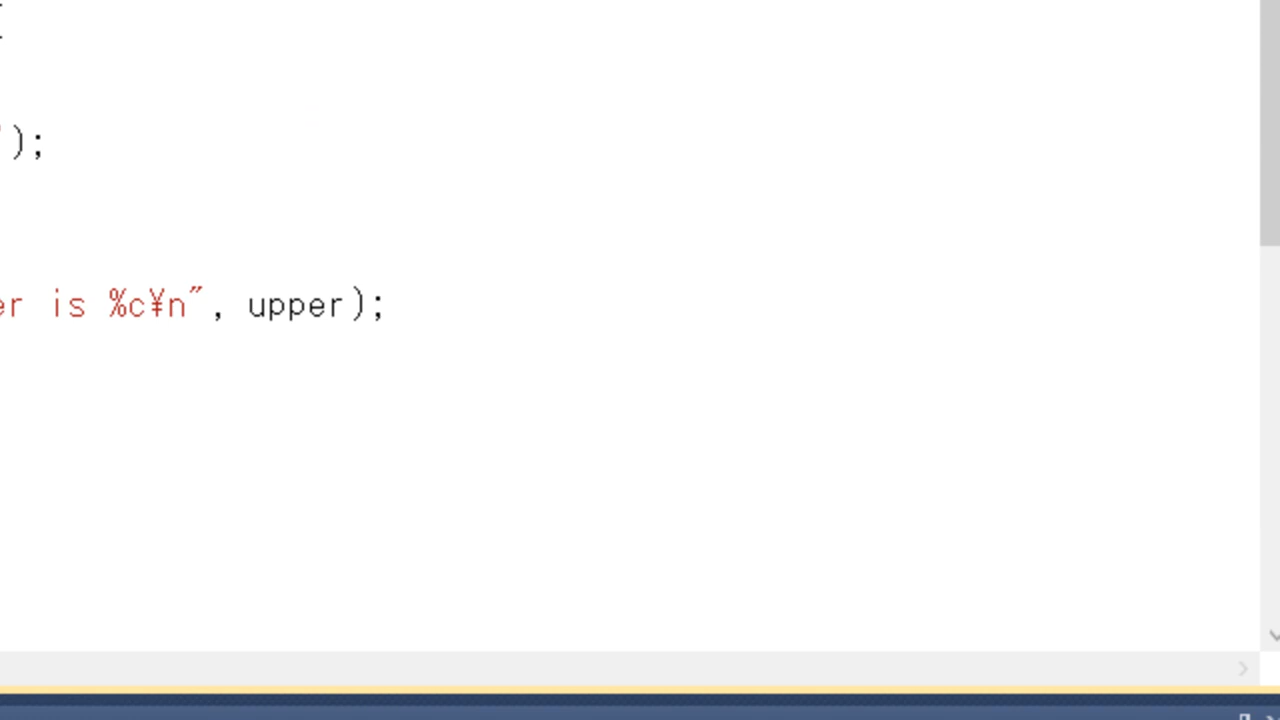 ");
er is %c¥n", upper);